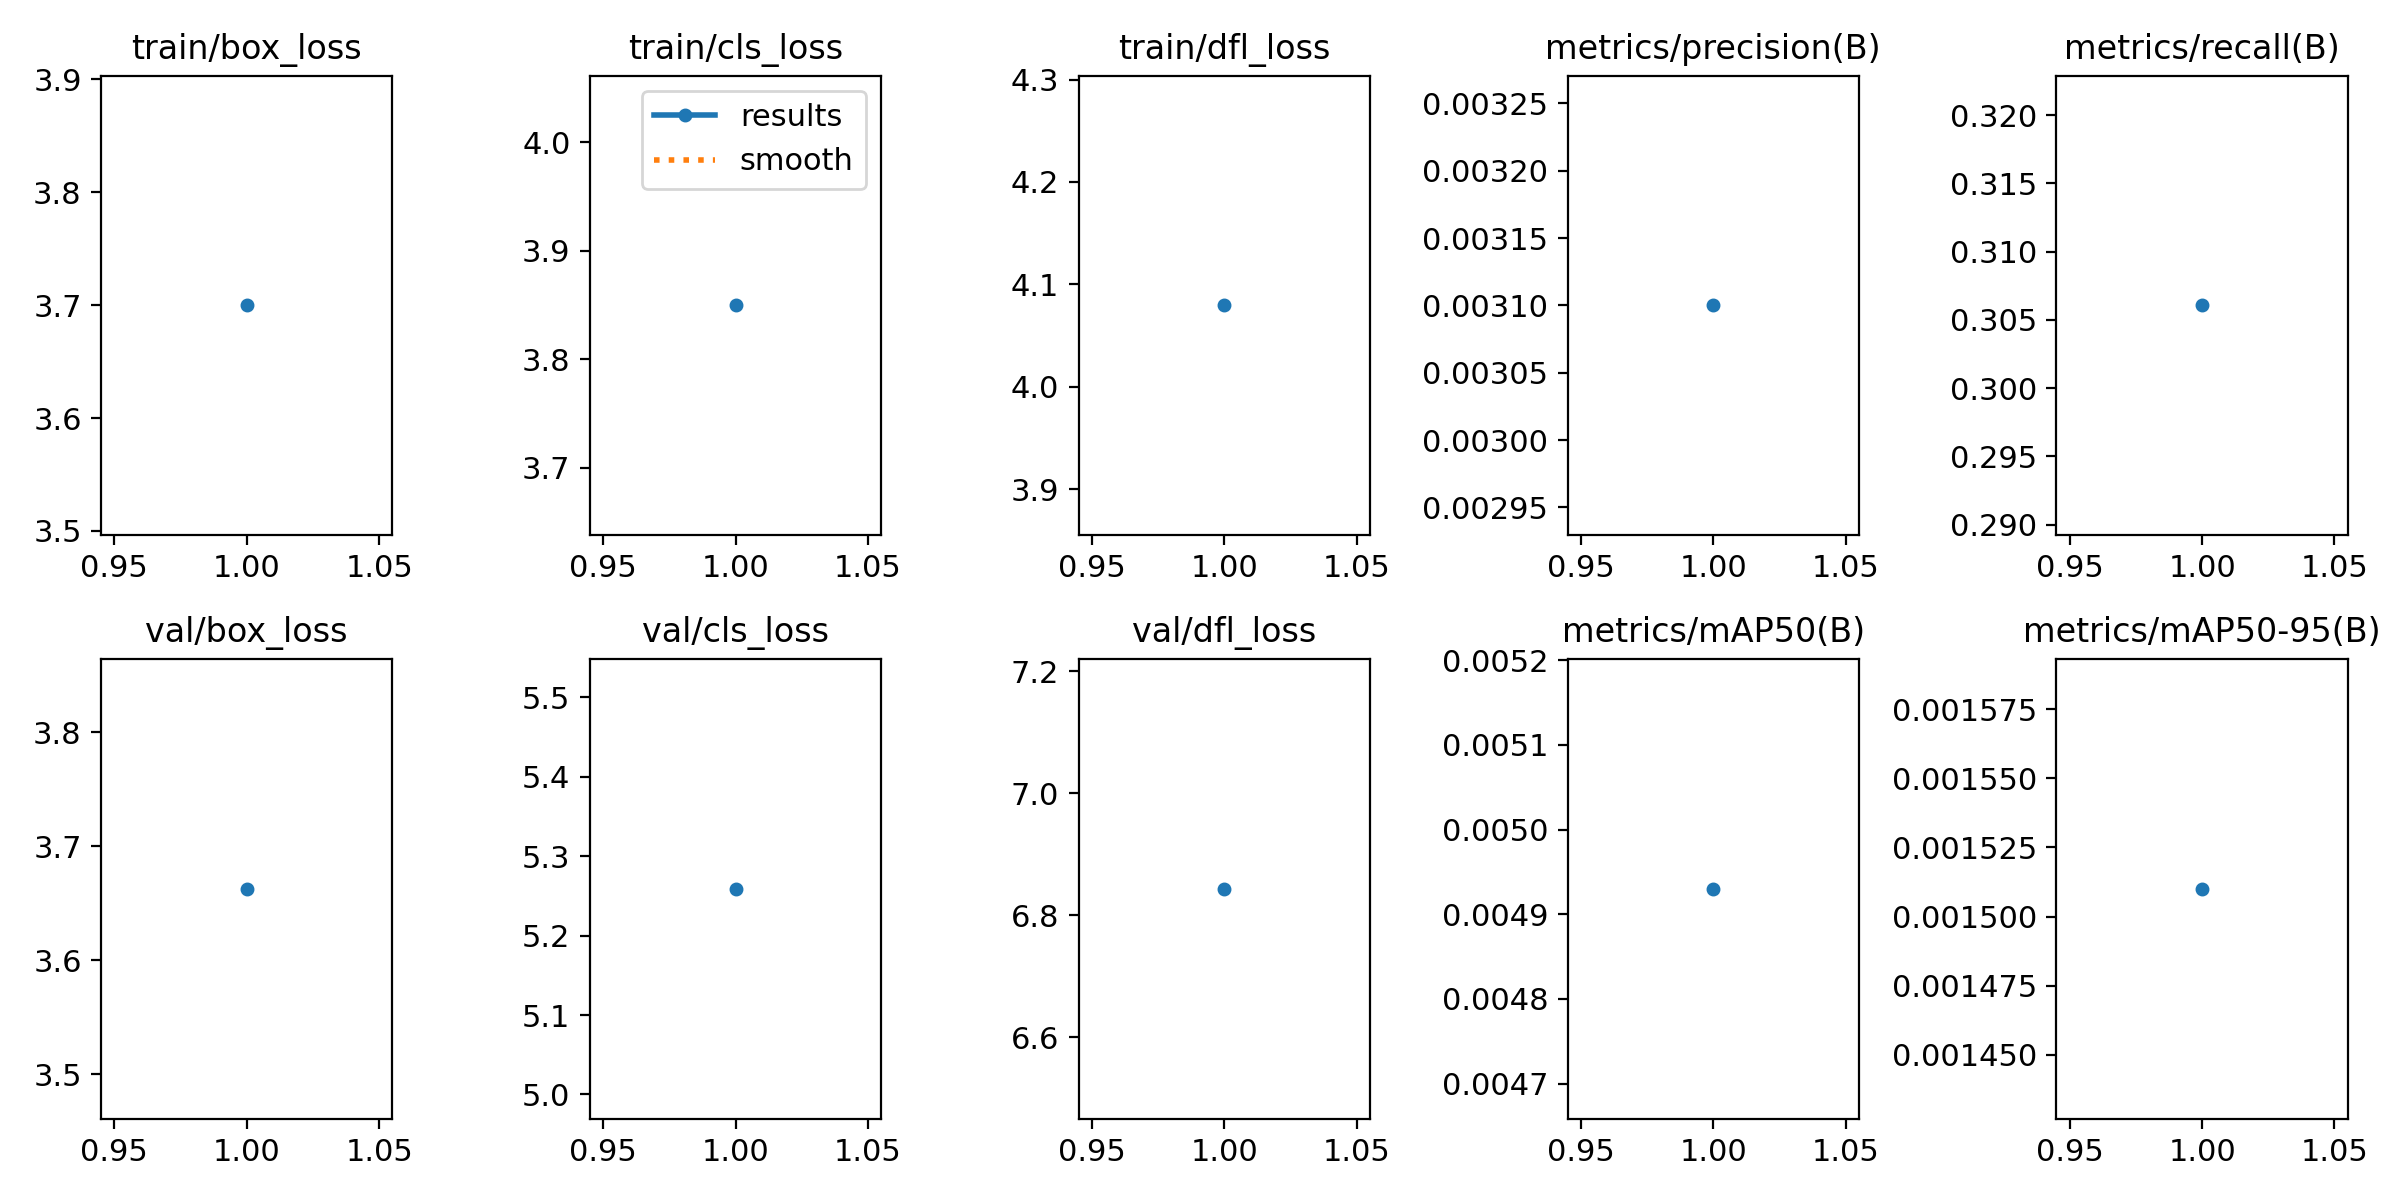 train/box_loss
3.9
3.8
3.7
3.6
3.5
0.95 1.00 1.05
train/cls_loss
results
smooth
4.0
3.9
3.8
3.7
0.95 1.00 1.05
train/dfl_loss
4.3
4.2
4.1
4.0
3.9
0.95 1.00 1.05
metrics/precision(B)
0.00325
0.00320
0.00315
0.00310
0.00305
0.00300
0.00295
0.95 1.00 1.05
metrics/recall(B)
0.320
0.315
0.310
0.305
0.300
0.295
0.290
0.95 1.00 1.05
val/box_loss
3.8
3.7
3.6
3.5
0.95 1.00 1.05
val/cls_loss
5.5
5.4
5.3
5.2
5.1
5.0
0.95 1.00 1.05
val/dfl_loss
7.2
7.0
6.8
6.6
0.95 1.00 1.05
metrics/mAP50(B)
0.0052
0.0051
0.0050
0.0049
0.0048
0.0047
0.95 1.00 1.05
metrics/mAP50-95(B)
0.001575
0.001550
0.001525
0.001500
0.001475
0.001450
0.95 1.00 1.05